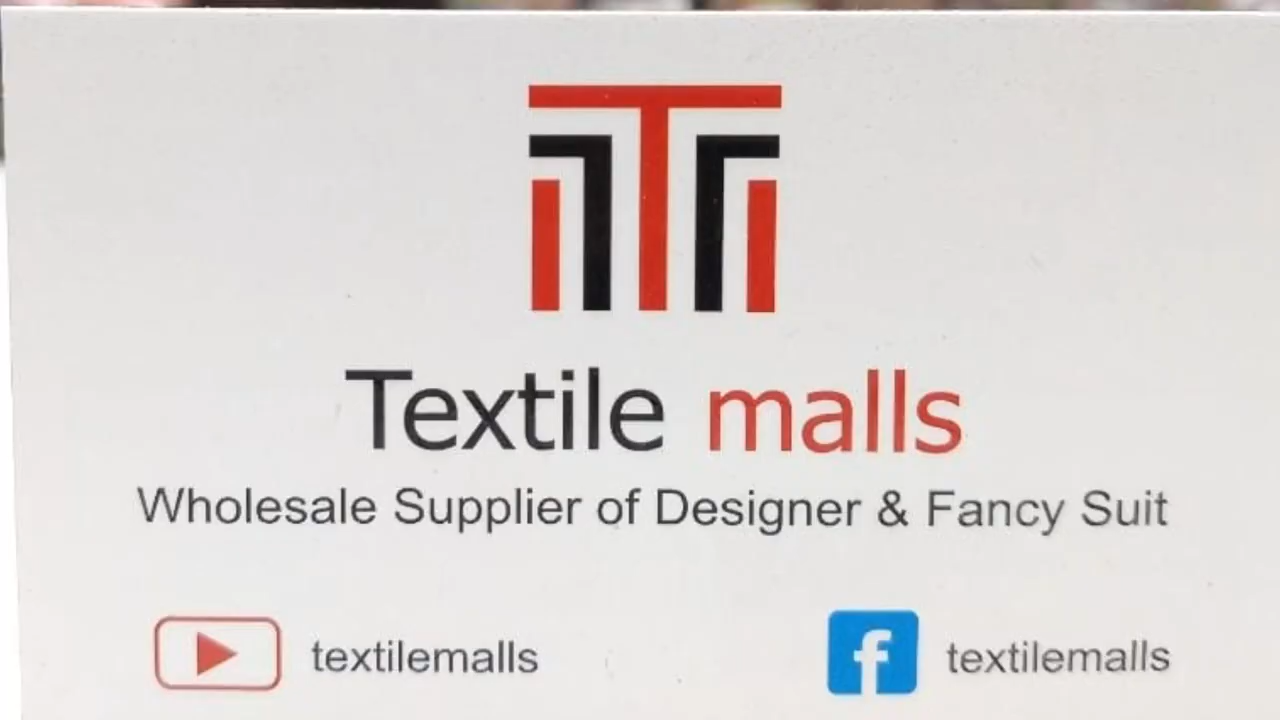 Textile malls
Wholesale Supplier of Designer & Fancy Suit
textilemalls
textilemalls